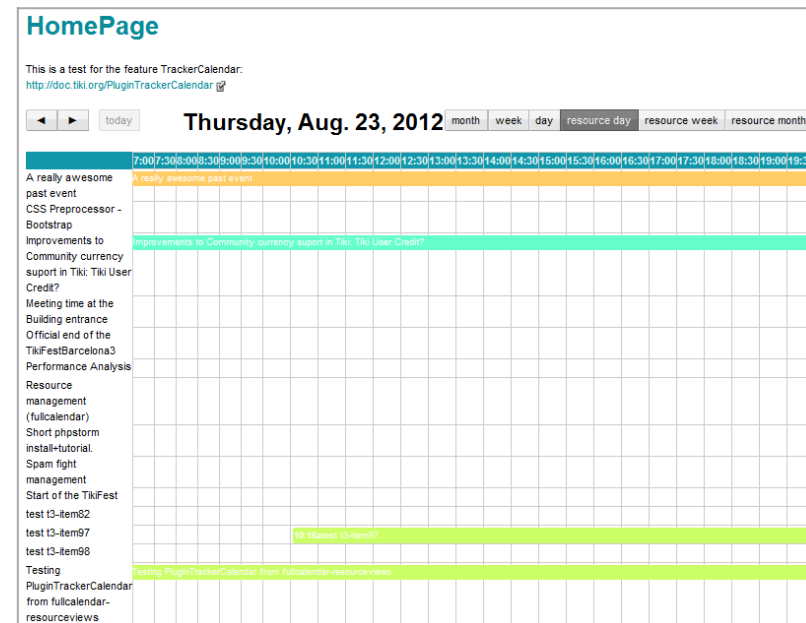 HomePage
This is a test for the feature TrackerCalendar:
http://doc.tiki.org/PluginTrackerCalendar
today
Thursday, Aug. 23, 2012
month week day resource day resource week resource month
7:00 7:30 8:00 8:30 9:00 9:30 10:00 10:30 11:00 11:30 12:00 12:30 13:00 13:30 14:00 14:30 15:00 15:30 16:00 16:30 17:00 17:30 18:00 18:30 19:00 19:3
A really awesome
past event
A really awesome past event
CSS Preprocessor -
Bootstrap
Improvements to
Community currency
suport in Tiki: Tiki User
Credit?
Improvements to Community currency suport in Tiki: Tiki User Credit?
Meeting time at the
Building entrance
Official end of the
TikiFestBarcelona3
Performance Analysis
Resource
management
(fullcalendar)
Short phpstorm
install+tutorial.
Spam fight
management
Start of the TikiFest
test t3-item82
test t3-item97
test t3-item97
test t3-item98
Testing
PluginTrackerCalendar
from fullcalendar-
resourceviews
Testing PluginTrackerCalendar from fullcalendar-resourceviews